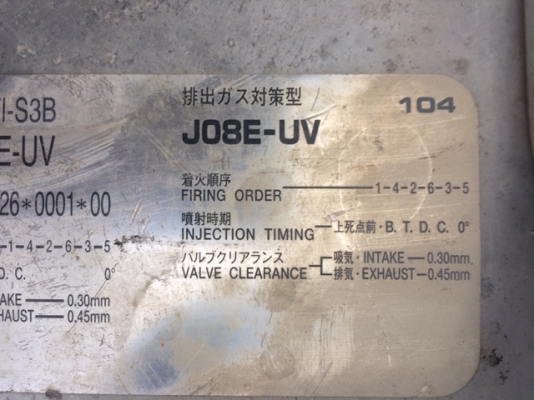 I-S3B
E-UV
26*0001*00
-1-4-2-6-3-5
D. C. 0°
AKE 0.30mm
HAUST 0.45mm
排出ガス対策型
104
J08E-UV
着火順序
FIRING ORDER 1-4-2-6-3-5
噴射時期
INJECTION TIMING 上死点前・B. T. D. C. 0°
バルブクリアランス
VALVE CLEARANCE
吸気・INTAKE 0.30mm
排気・EXHAUST 0.45mm